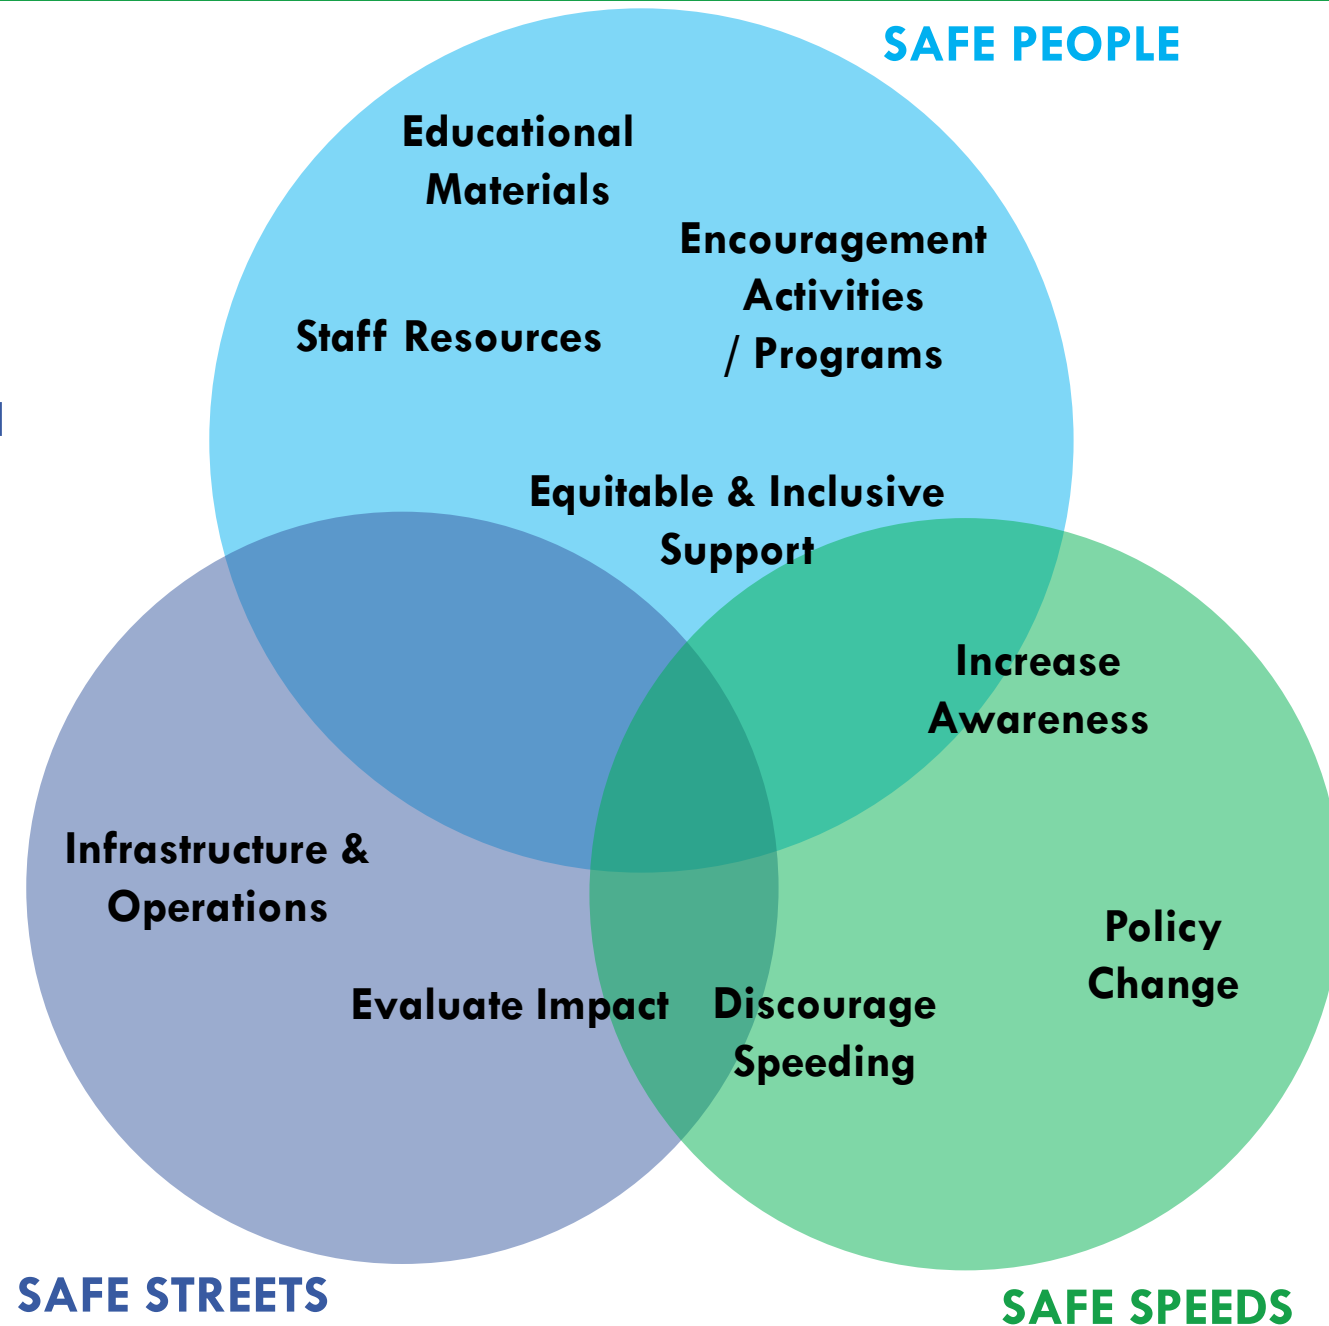 SAFE PEOPLE
Educational
Materials
Encouragement
Activities
/ Programs
Staff Resources
Equitable & Inclusive
Support
Increase
Awareness
Infrastructure &
Operations
Policy
Change
Evaluate Impact
Discourage
Speeding
SAFE STREETS
SAFE SPEEDS